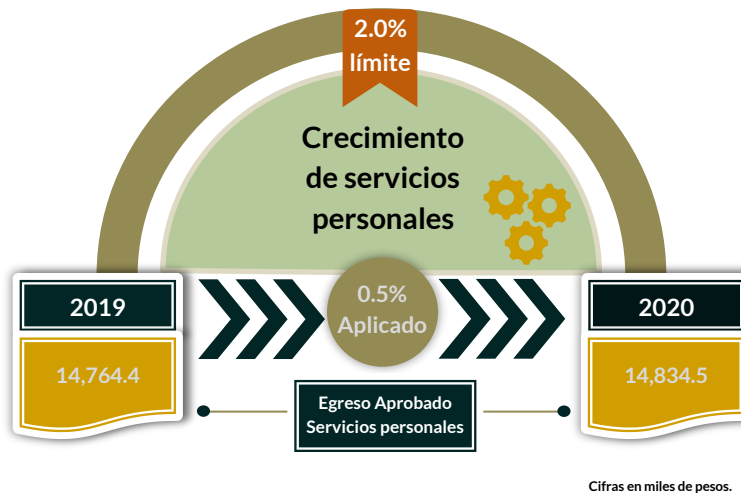 2.0%
límite
Crecimiento
de servicios
personales
2019
0.5%
Aplicado
2020
14,764.4
14,834.5
Egreso Aprobado
Servicios personales
Cifras en miles de pesos.